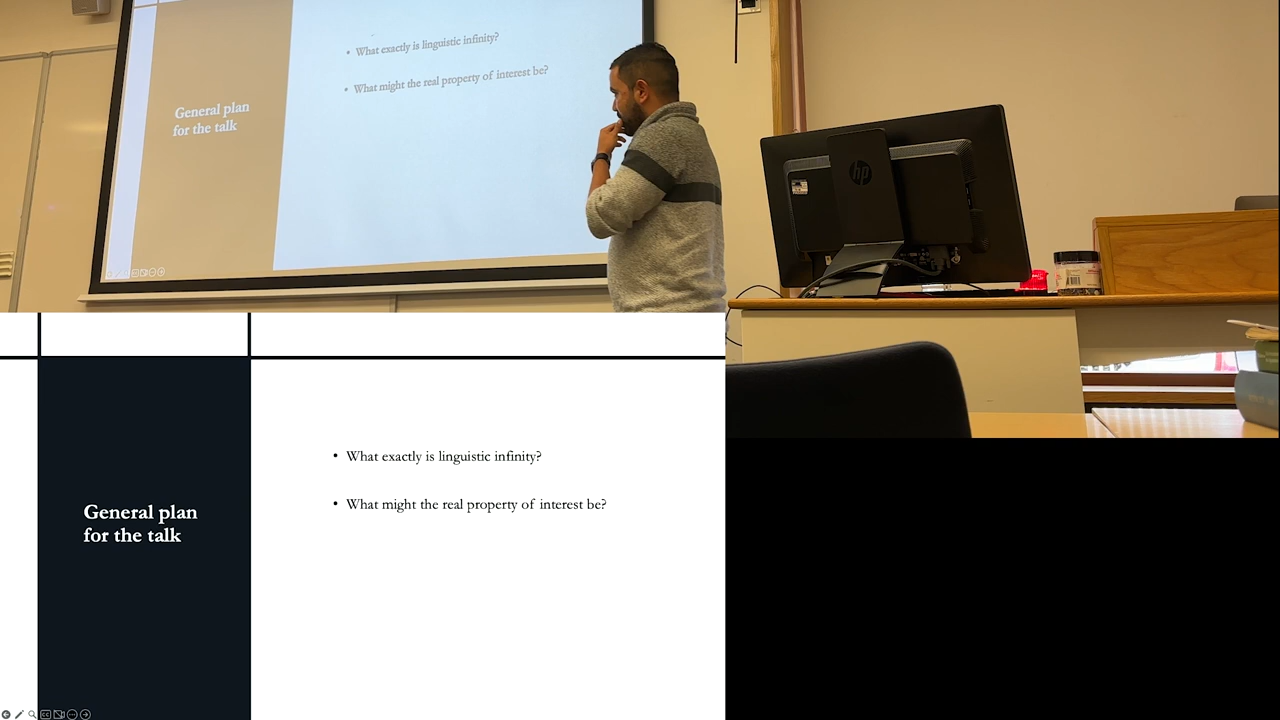 • What exactly is linguistic infinity?
• What might the real property of interest be?
General plan
for the talk
hp
• What exactly is linguistic infinity?
• What might the real property of interest be?
General plan
for the talk